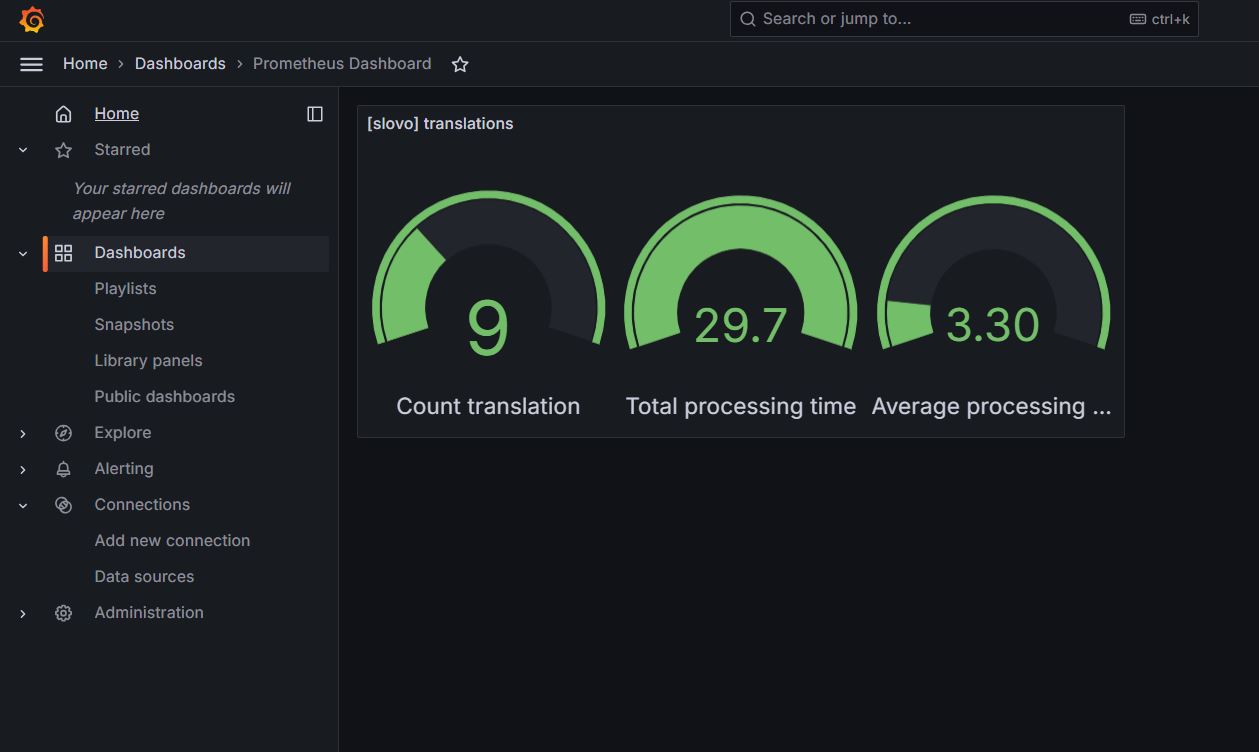 Search or jump to...
ctrl+k
Home › Dashboards › Prometheus Dashboard
Home
Starred
Your starred dashboards will
appear here
Dashboards
Playlists
Snapshots
Library panels
Public dashboards
Explore
Alerting
Connections
Add new connection
Data sources
Administration
[slovo] translations
9
Count translation
29.7
Total processing time
3.30
Average processing ...